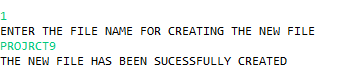 1
ENTER THE FILE NAME FOR CREATING THE NEW FILE
PROJRCT9
THE NEW FILE HAS BEEN SUCESSFULLY CREATED